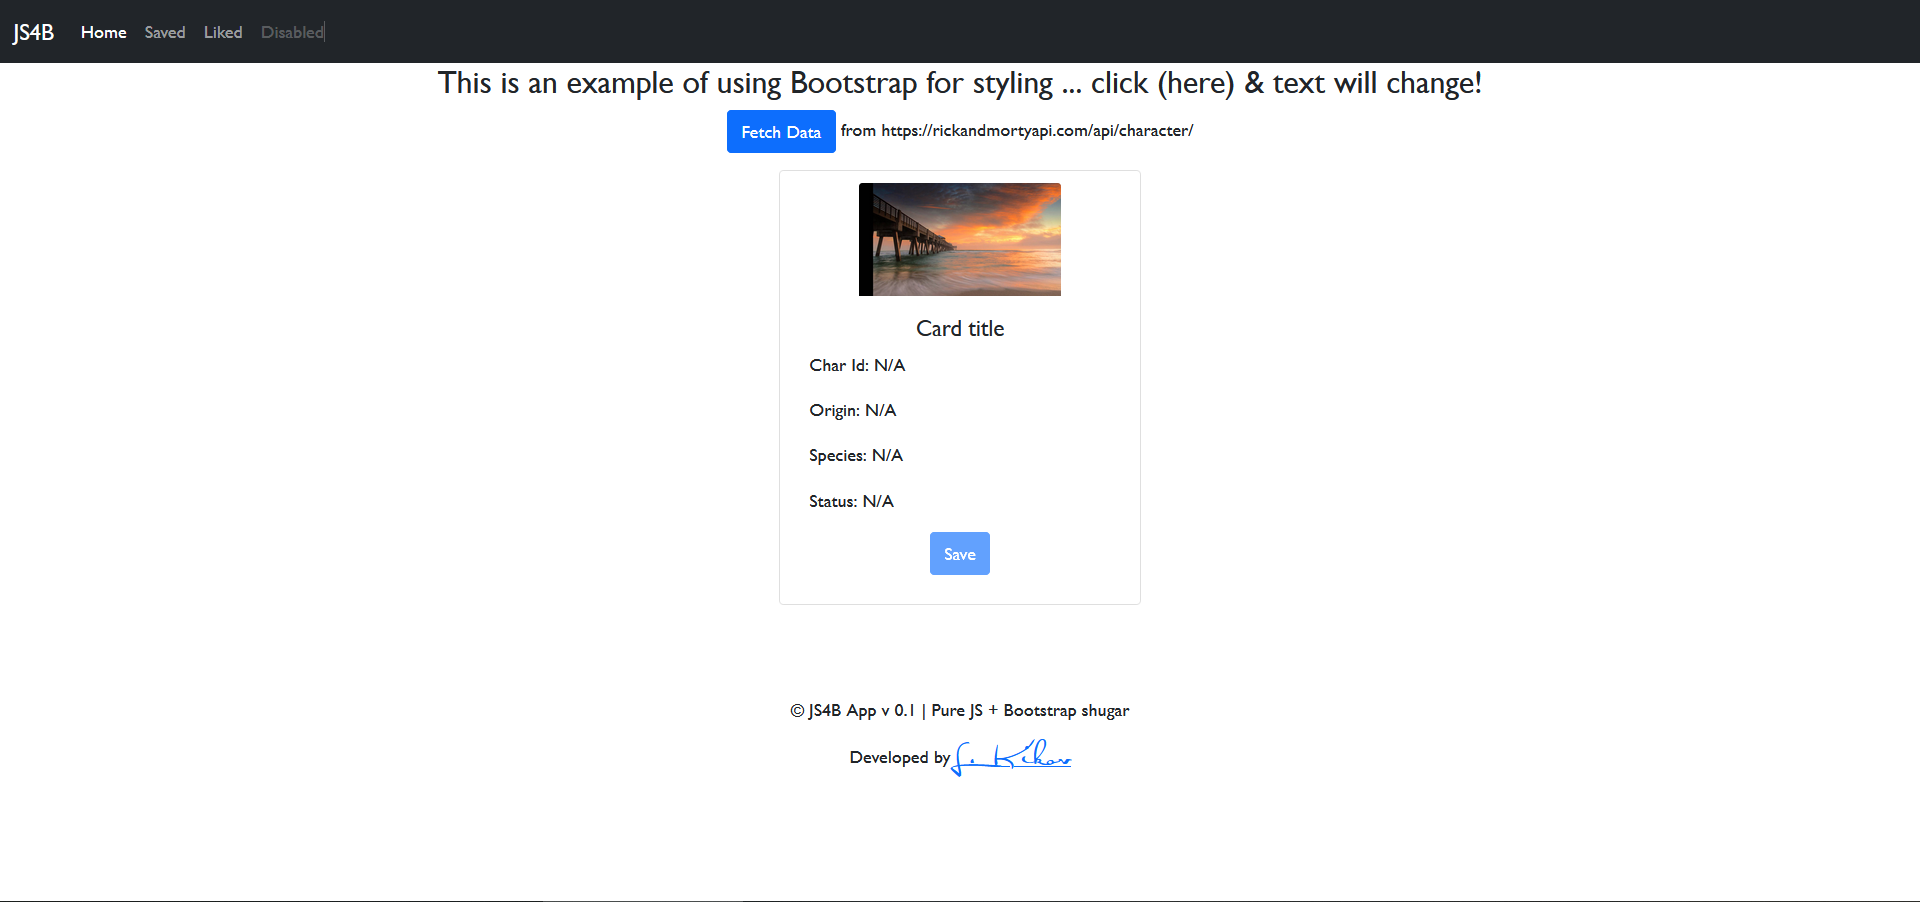 JS4B Home Saved Liked Disabled
This is an example of using Bootstrap for styling ... click (here) & text will change!
Fetch Data from https://rickandmortyapi.com/api/character/
Card title
Char Id: N/A
Origin: N/A
Species: N/A
Status: N/A
Save
© JS4B App v 0.1 | Pure JS + Bootstrap shugar
Developed by